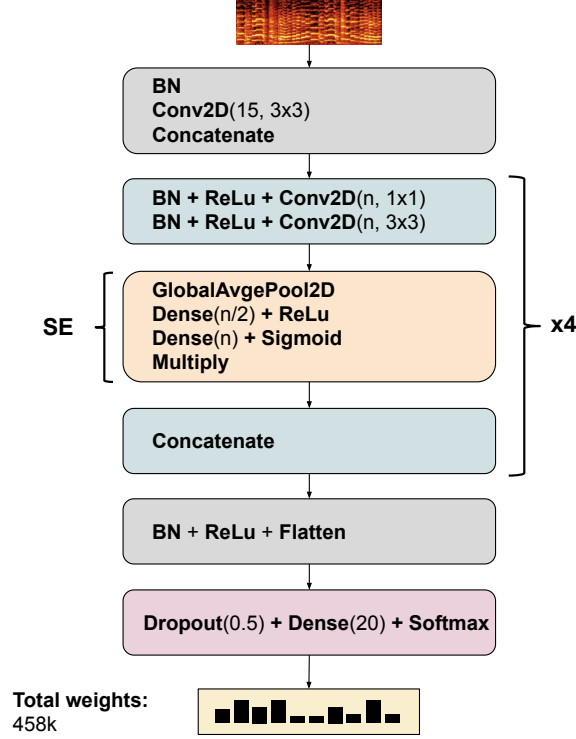 BN
Conv2D(15, 3x3)
Concatenate
BN + ReLu + Conv2D(n, 1x1)
BN + ReLu + Conv2D(n, 3x3)
SE
GlobalAvgePool2D
Dense(n/2) + ReLu
Dense(n) + Sigmoid
Multiply
x4
Concatenate
BN + ReLu + Flatten
Dropout(0.5) + Dense(20) + Softmax
Total weights:
458k